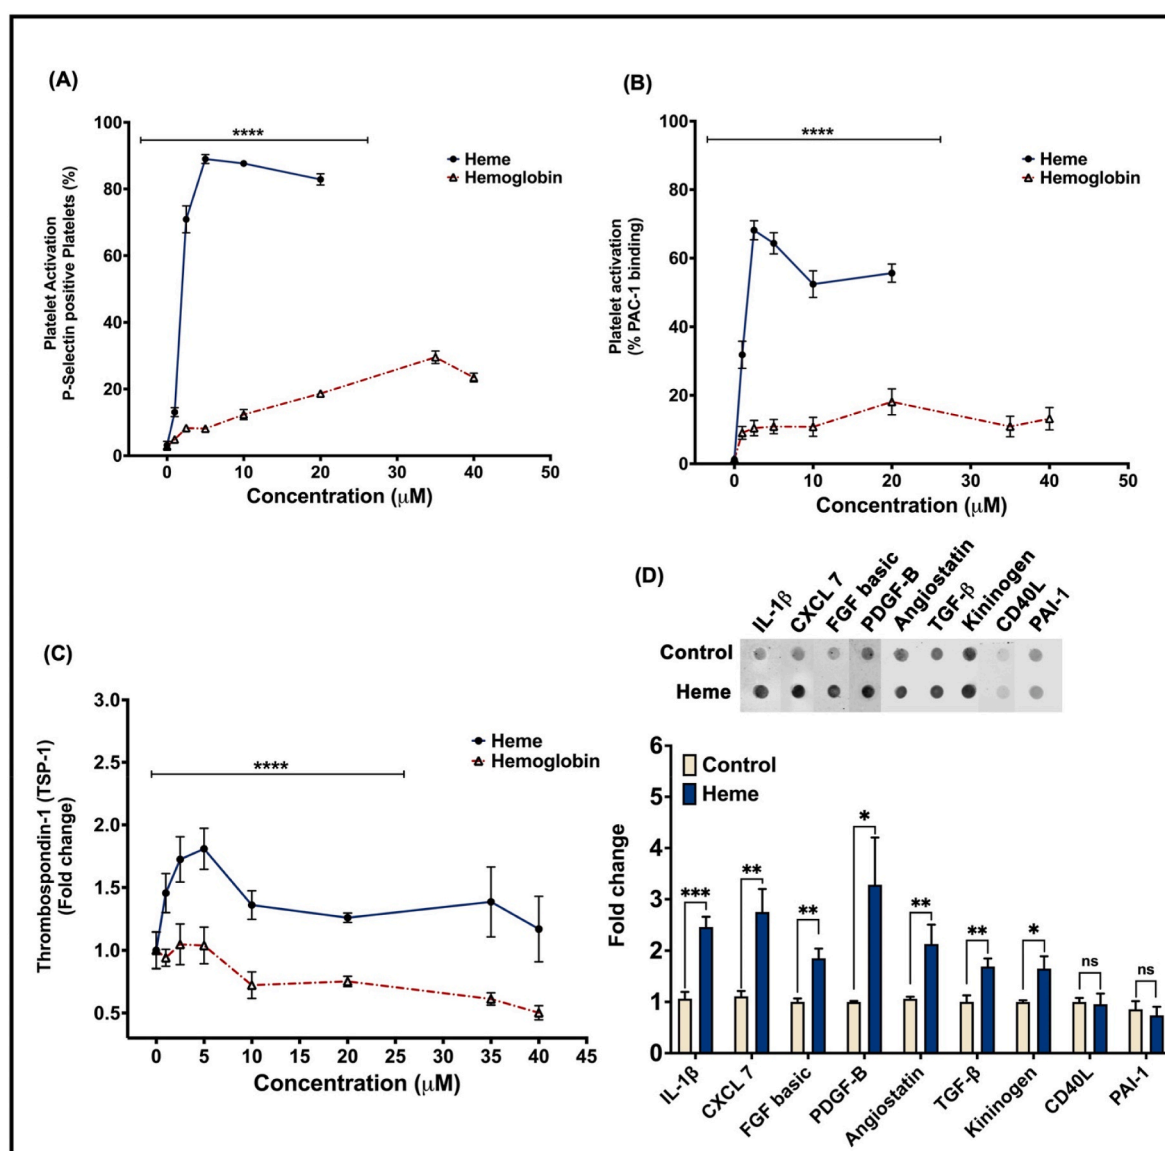 (A)
100
80
60
40
20
0
Platelet Activation
P-Selectin positive Platelets (%)
****
Heme
Hemoglobin
0 10 20 30 40 50
Concentration (μM)
(B)
100
80
60
40
20
0
Platelet activation
(% PAC-1 binding)
****
Heme
Hemoglobin
0 10 20 30 40 50
Concentration (μM)
(C)
3.0
2.5
2.0
1.5
1.0
0.5
Thrombospondin-1 (TSP-1)
(Fold change)
****
Heme
Hemoglobin
0 5 10 15 20 25 30 35 40 45
Concentration (μM)
(D)
IL-1β CXCL 7 FGF basic PDGF-B Angiostatin TGF-β Kininogen CD40L PAI-1
Control
Heme
6
5
4
3
2
1
0
Fold change
Control
Heme
*** ** ** * ** ** * ns ns
IL-1β CXCL 7 FGF basic PDGF-B Angiostatin TGF-β Kininogen CD40L PAI-1